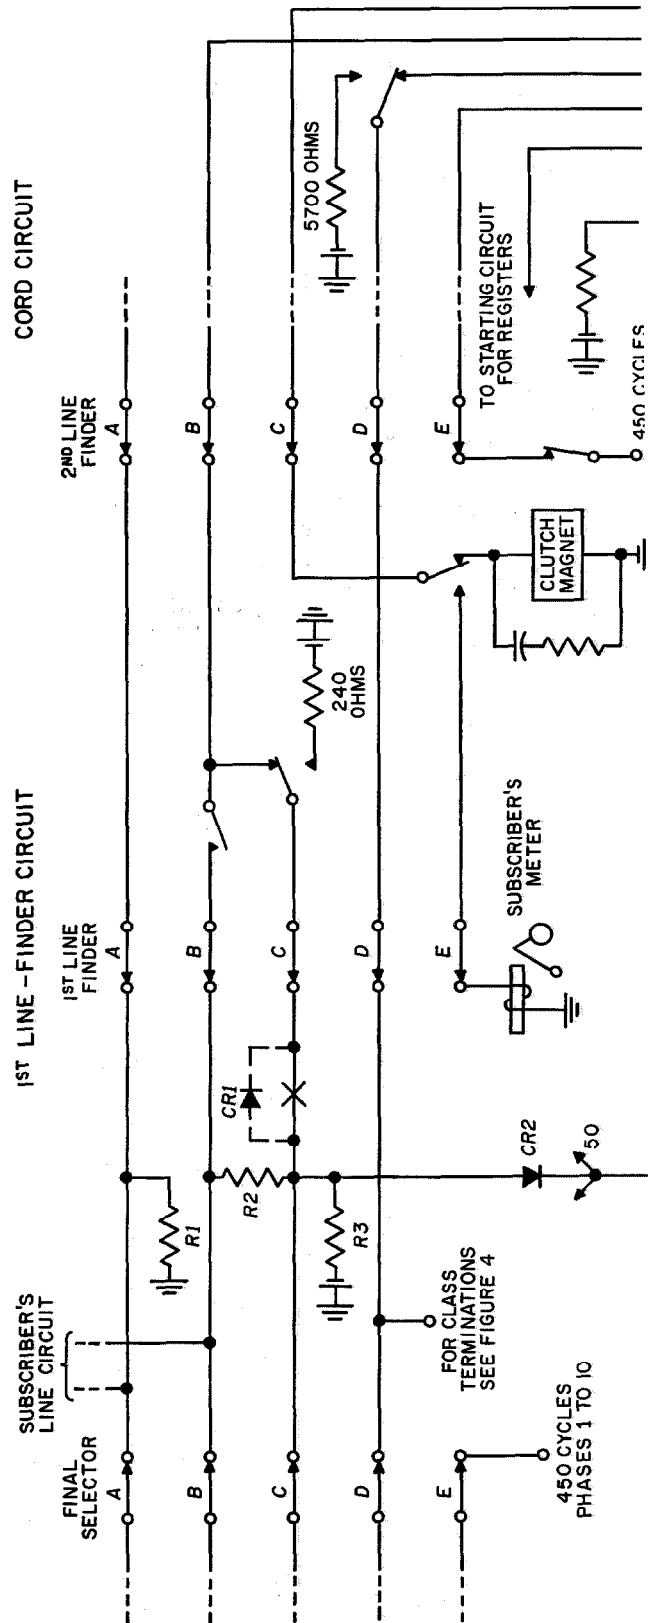 CORD CIRCUIT
1ST LINE-FINDER CIRCUIT
FINAL
SELECTOR
SUBSCRIBER'S
LINE CIRCUIT
1ST LINE
FINDER
2ND LINE
FINDER
A
A
A
B
B
B
C
C
C
D
D
D
E
E
E
R1
R2
R3
CR1
CR2
50
240
OHMS
5700 OHMS
FOR CLASS
TERMINATIONS
SEE FIGURE 4
450 CYCLES
PHASES 1 TO 10
SUBSCRIBER'S
METER
CLUTCH
MAGNET
TO STARTING CIRCUIT
FOR REGISTERS
450 CYCLES